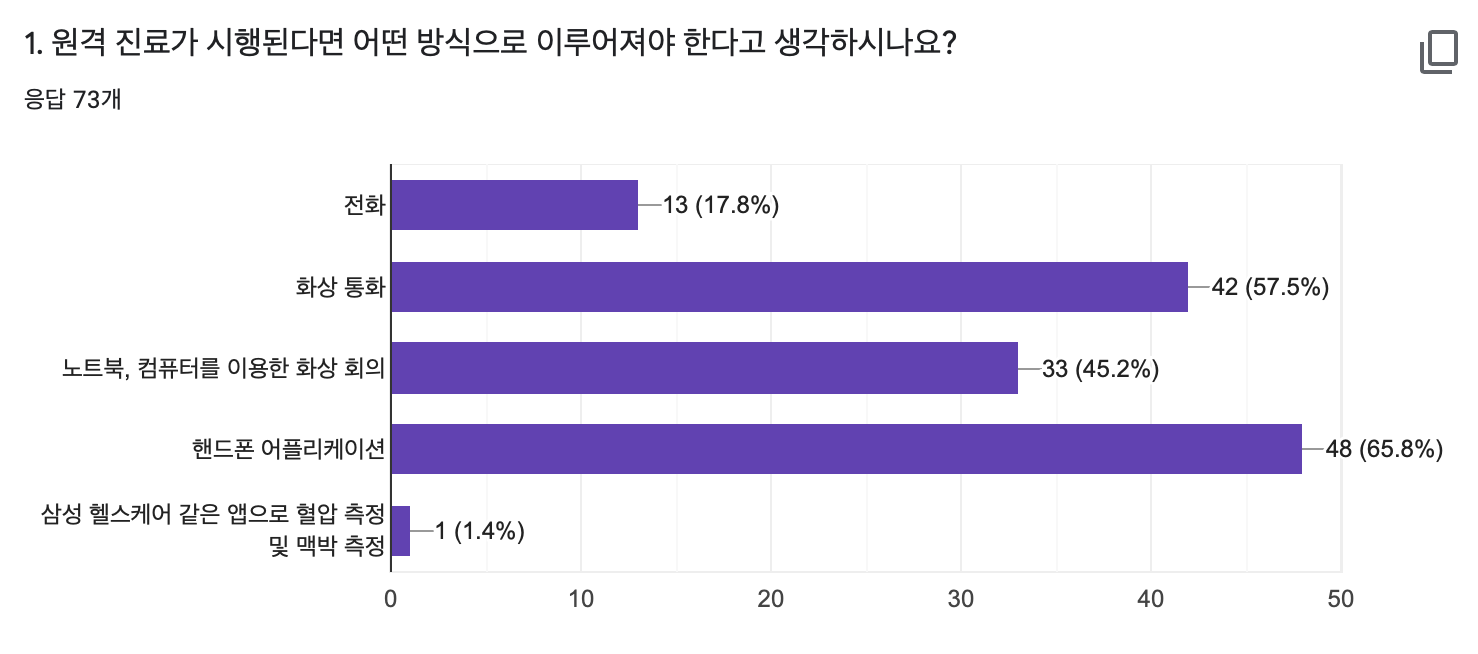 1. 원격 진료가 시행된다면 어떤 방식으로 이루어져야 한다고 생각하시나요?
응답 73개
전화
13 (17.8%)
화상 통화
42 (57.5%)
노트북, 컴퓨터를 이용한 화상 회의
33 (45.2%)
핸드폰 어플리케이션
48 (65.8%)
삼성 헬스케어 같은 앱으로 혈압 측정
및 맥박 측정
1 (1.4%)
0 10 20 30 40 50